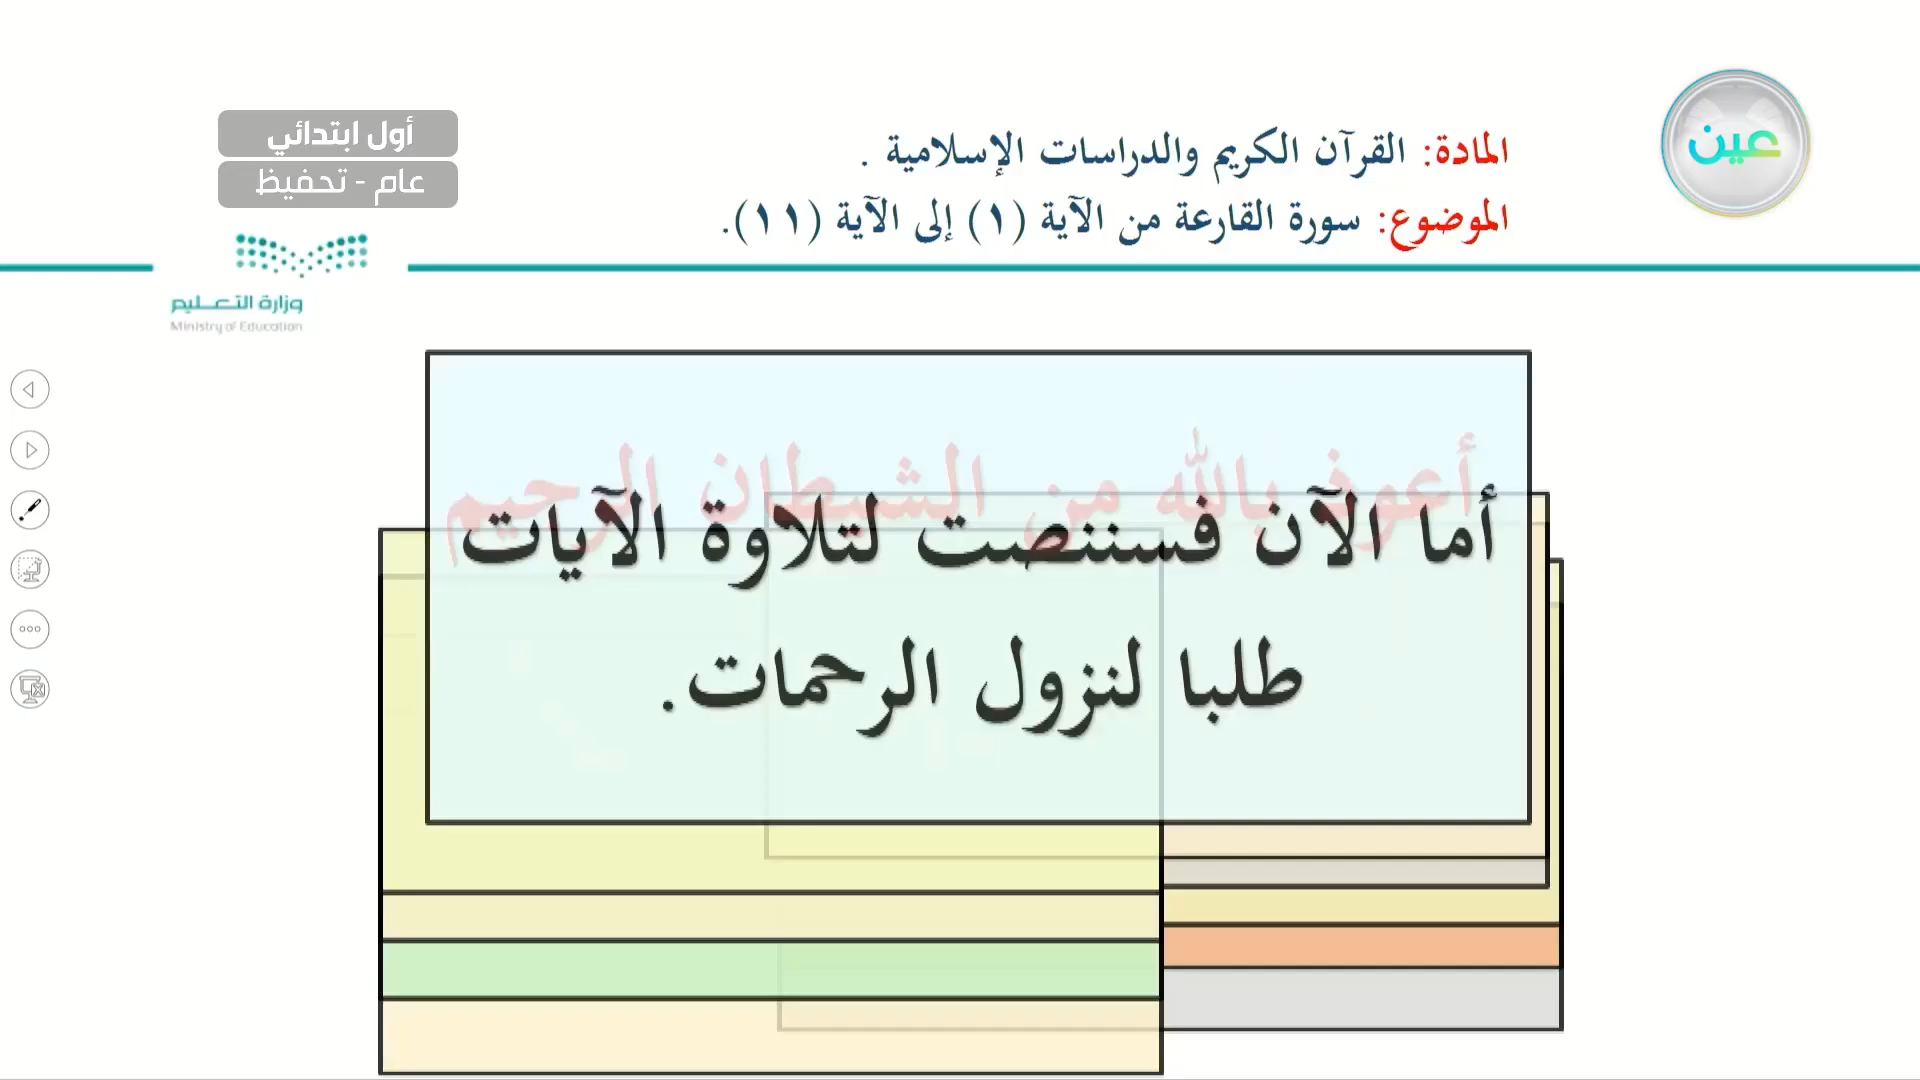 عين
المادة: القرآن الكريم والدراسات الإسلامية .
الموضوع: سورة القارعة من الآية (١) إلى الآية (١١).
أول ابتدائي
عام - تحفيظ
وزارة التعليم
Ministry of Education
أعوذ بالله من الشيطان الرجيم
أما الآن فسننصت لتلاوة الآيات
طلبا لنزول الرحمات.